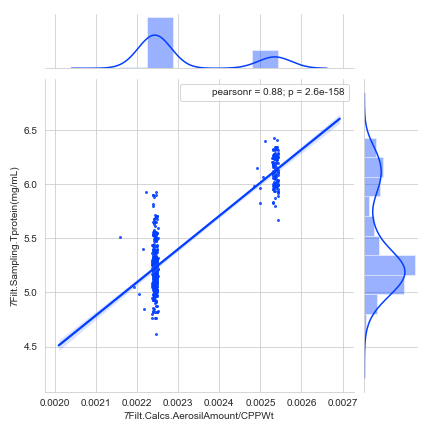 pearsonr = 0.88; p = 2.6e-158
6.5
6.0
5.5
5.0
4.5
7Filt.Sampling.Tprotein(mg/mL)
0.0020 0.0021 0.0022 0.0023 0.0024 0.0025 0.0026 0.0027
7Filt.Calcs.AerosilAmount/CPPWt